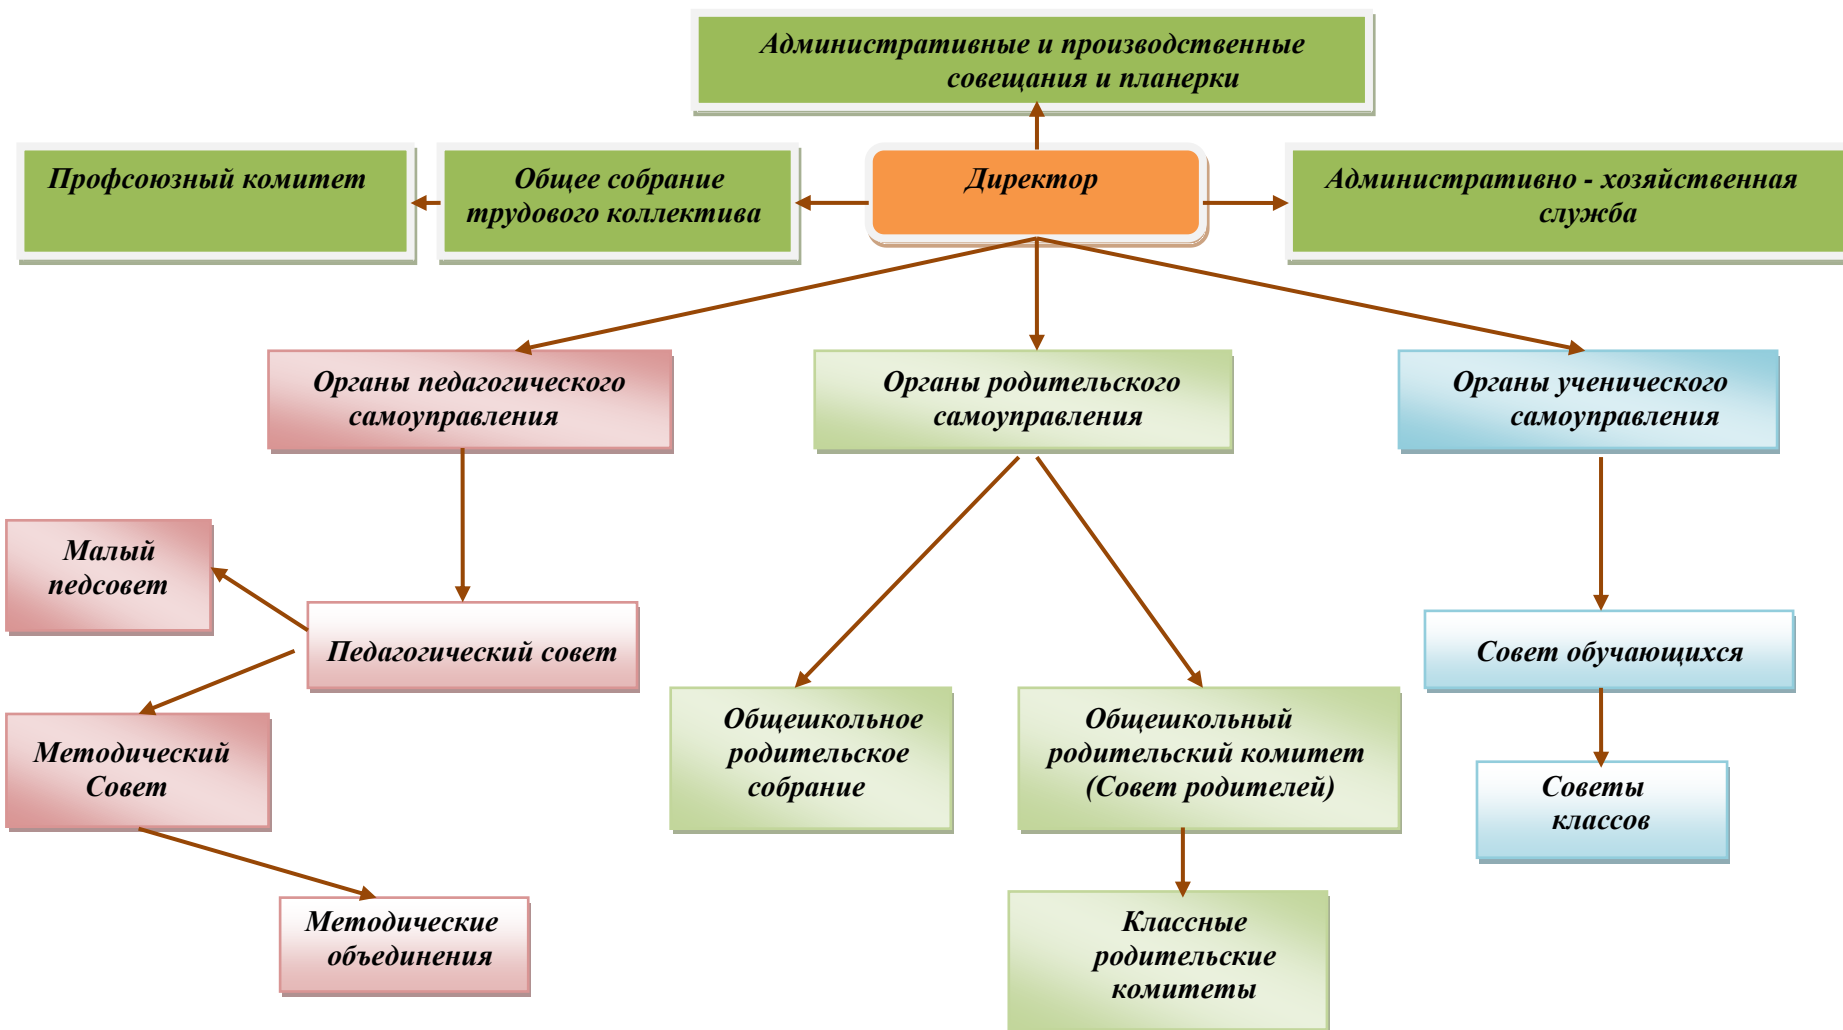 Административные и производственные
совещания и планерки
Профсоюзный комитет
Общее собрание
трудового коллектива
Директор
Административно - хозяйственная
служба
Органы педагогического
самоуправления
Органы родительского
самоуправления
Органы ученического
самоуправления
Малый
педсовет
Педагогический совет
Совет обучающихся
Методический
Совет
Общешкольное
родительское
собрание
Общешкольный
родительский комитет
(Совет родителей)
Советы
классов
Методические
объединения
Классные
родительские
комитеты